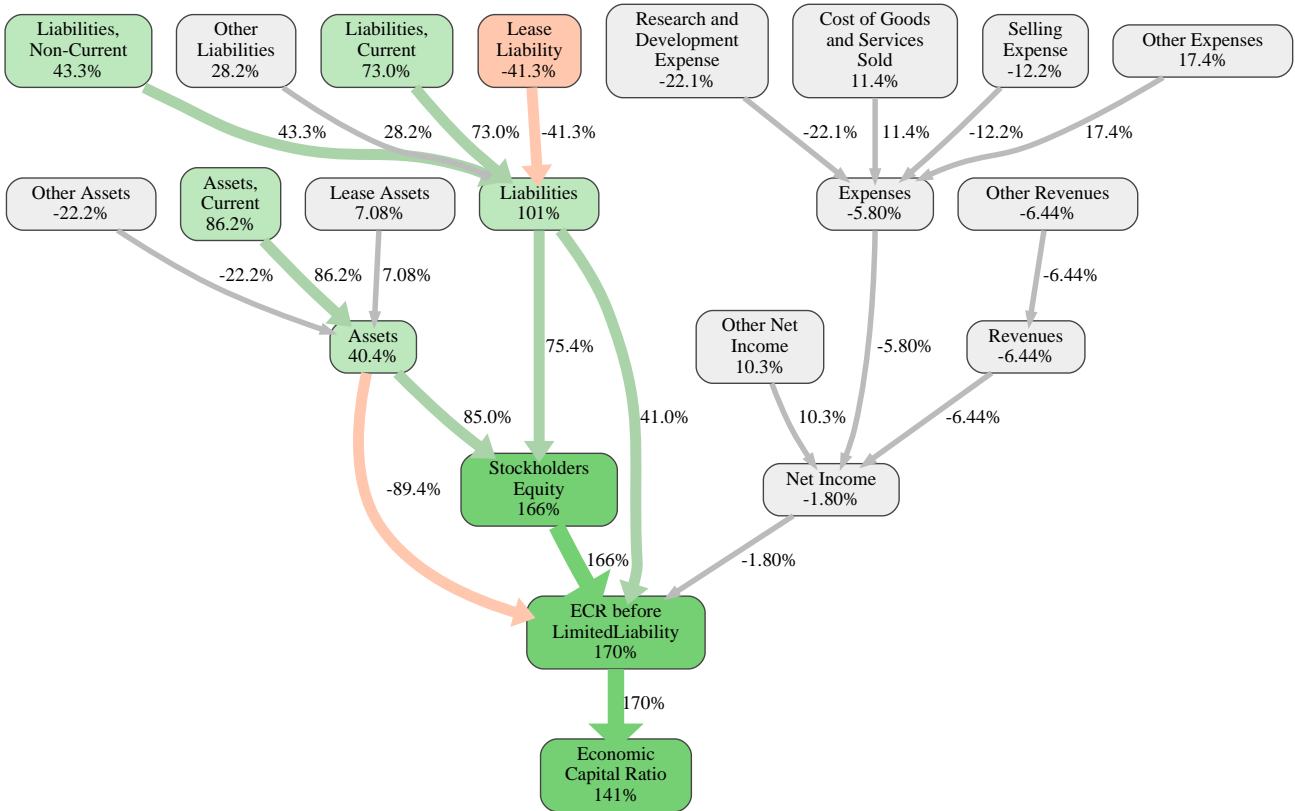 Liabilities,
Non-Current
43.3%
Other
Liabilities
28.2%
Liabilities,
Current
73.0%
Lease
Liability
-41.3%
Research and
Development
Expense
-22.1%
Cost of Goods
and Services
Sold
11.4%
Selling
Expense
-12.2%
Other Expenses
17.4%
43.3%
28.2%
73.0%
-41.3%
-22.1%
11.4%
-12.2%
17.4%
Other Assets
-22.2%
Assets,
Current
86.2%
Lease Assets
7.08%
Liabilities
101%
Expenses
-5.80%
Other Revenues
-6.44%
-22.2%
86.2%
7.08%
-6.44%
Assets
40.4%
75.4%
Other Net
Income
10.3%
-5.80%
Revenues
-6.44%
85.0%
41.0%
10.3%
-6.44%
-89.4%
Stockholders
Equity
166%
Net Income
-1.80%
166%
-1.80%
ECR before
LimitedLiability
170%
170%
Economic
Capital Ratio
141%